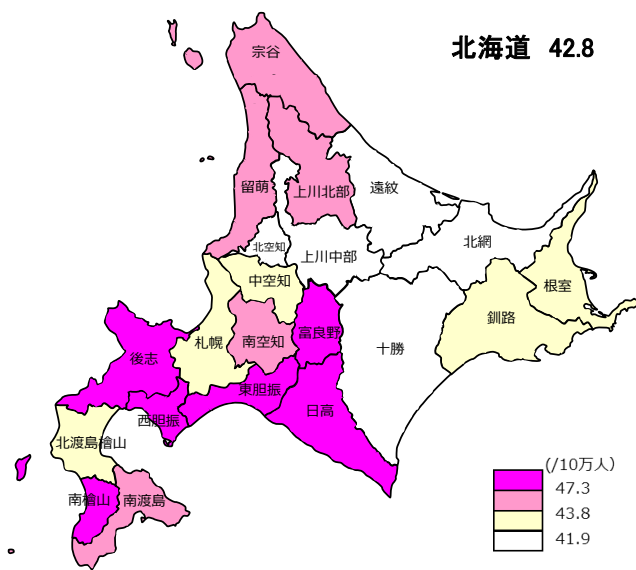 北海道 42.8
宗谷
留萌
上川北部
遠紋
北空知
上川中部
北網
中空知
根室
釧路
札幌
南空知
富良野
十勝
後志
東胆振
西胆振
日高
北渡島檜山
南檜山
南渡島
(/10万人)
47.3
43.8
41.9